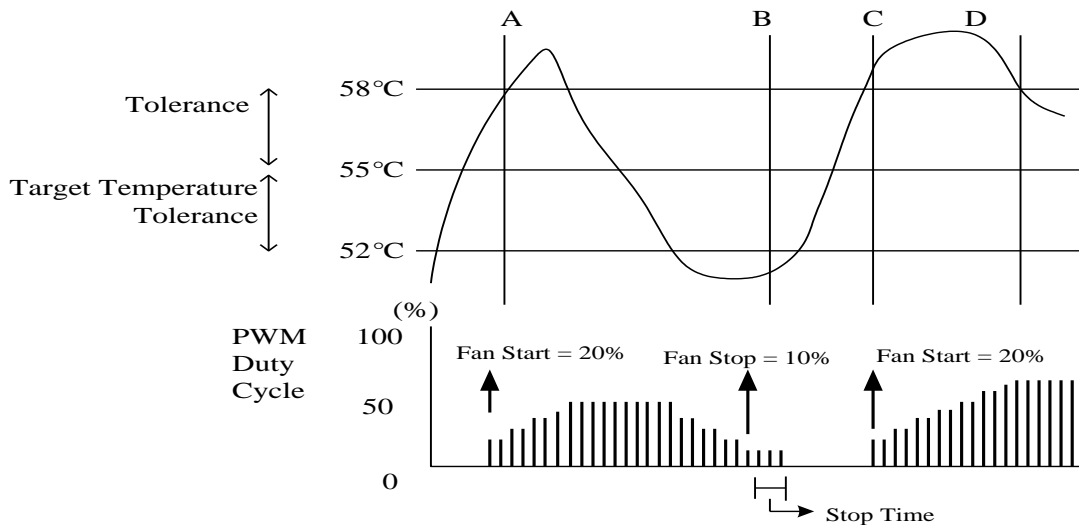 A B C D
58°C
Tolerance
55°C
Target Temperature
Tolerance
52°C
(%)
PWM
Duty
Cycle
100
50
0
Fan Start = 20%
Fan Stop = 10%
Fan Start = 20%
Stop Time